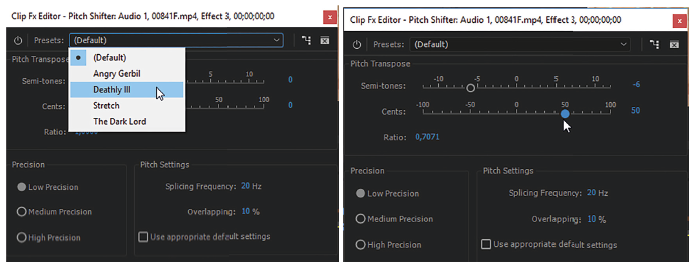 Clip Fx Editor - Pitch Shifter: Audio 1, 00841F.mp4, Effect 3, 00;00;00;00
x
Presets: (Default)
(Default)
Angry Gerbil
Deathly Ill
Stretch
The Dark Lord
Pitch Transpose
Semi-tones:
5 10
0
Cents:
50 100
0
Ratio:
Precision
Low Precision
Medium Precision
High Precision
Pitch Settings
Splicing Frequency: 20 Hz
Overlapping: 10 %
Use appropriate default settings
Clip Fx Editor - Pitch Shifter: Audio 1, 00841F.mp4, Effect 3, 00;00;00;00
x
Presets: (Default)
Pitch Transpose
Semi-tones:
-10 -5 0 5 10
-6
Cents:
-100 -50 0 50 100
50
Ratio: 0,7071
Precision
Low Precision
Medium Precision
High Precision
Pitch Settings
Splicing Frequency: 20 Hz
Overlapping: 10 %
Use appropriate default settings